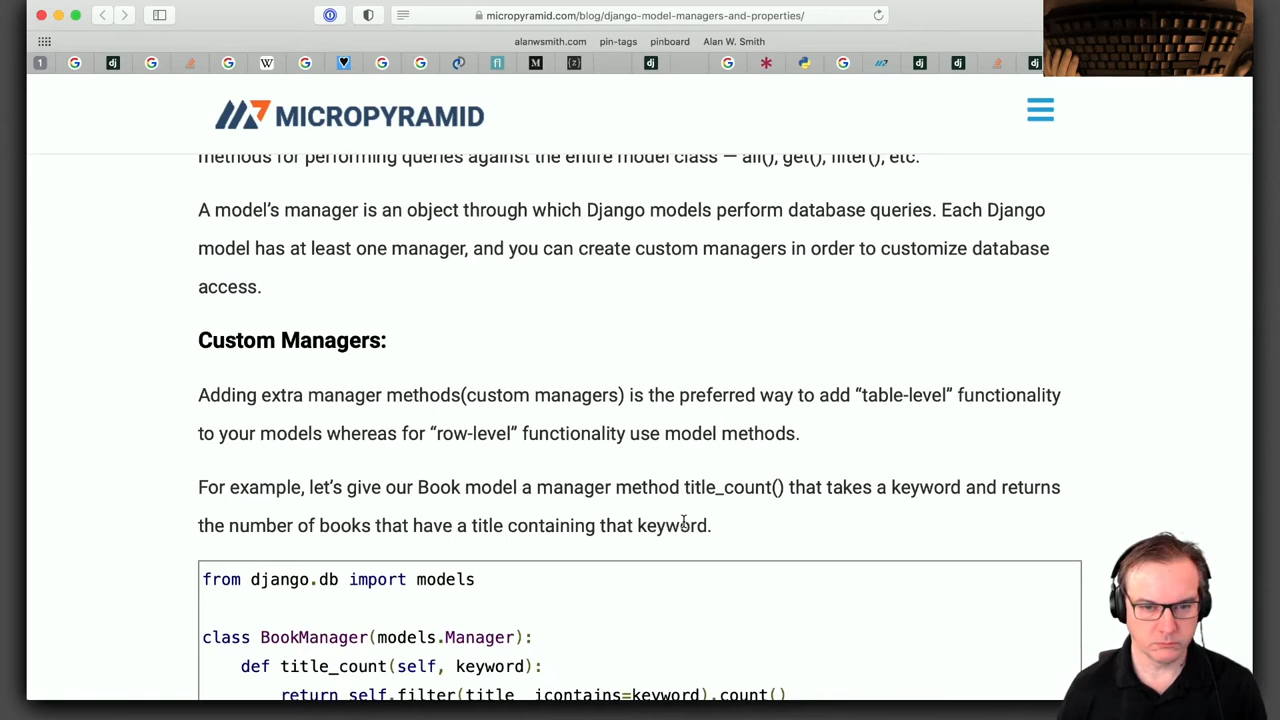 micropyramid.com/blog/django-model-managers-and-properties/
alanwsmith.com pin-tags pinboard Alan W. Smith
1 G dj G G W G G G fl M {z} dj G G dj dj dj
MICROPYRAMID
methods for performing queries against the entire model class — all(), get(), filter(), etc.
A model’s manager is an object through which Django models perform database queries. Each Django
model has at least one manager, and you can create custom managers in order to customize database
access.
Custom Managers:
Adding extra manager methods(custom managers) is the preferred way to add “table-level” functionality
to your models whereas for “row-level” functionality use model methods.
For example, let’s give our Book model a manager method title_count() that takes a keyword and returns
the number of books that have a title containing that keyword.
from django.db import models
class BookManager(models.Manager):
def title_count(self, keyword):
return self.filter(title__icontains=keyword).count()